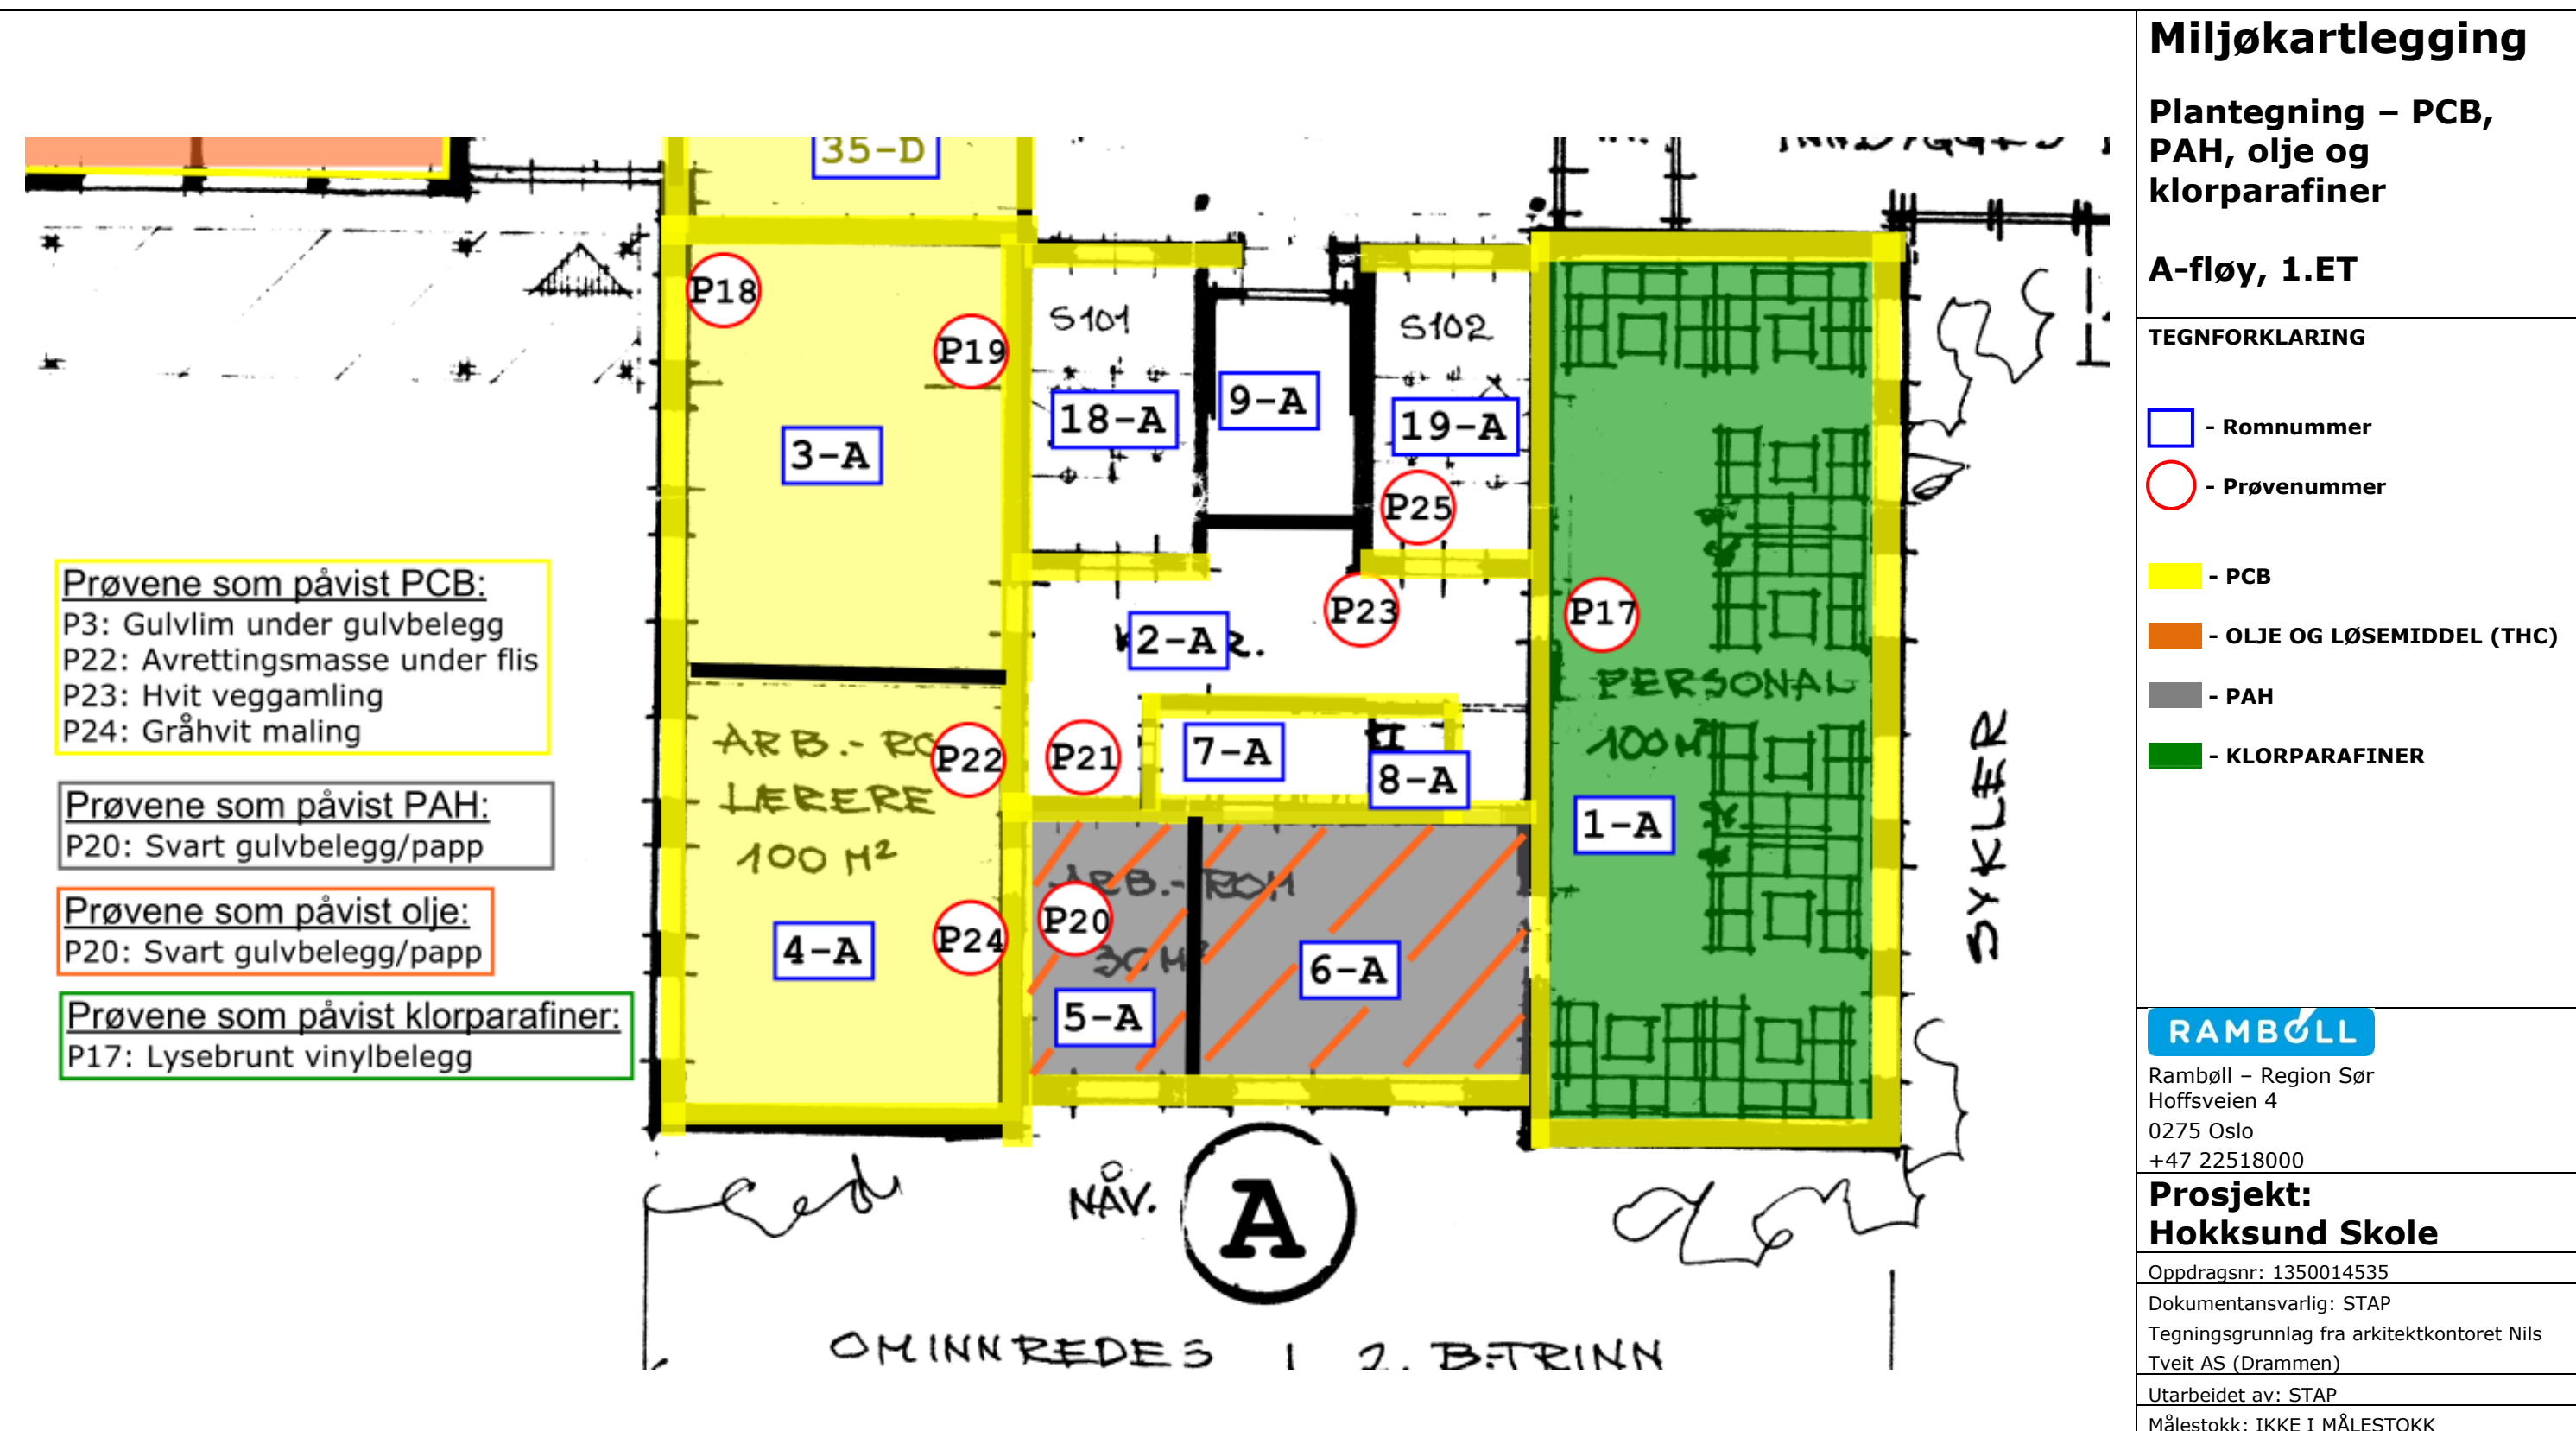 35-D
P18
P19
S101
S102
9-A
18-A
19-A
3-A
P25
P23
P17
2-A
R.
PERSONAL
100 M²
ARB.-RO
LÆRERE
100 M²
P22
P21
7-A
8-A
1-A
ARB.-ROM
30 M²
P20
P24
4-A
5-A
6-A
SYKLER
Prøvene som påvist PCB:
P3: Gulvlim under gulvbelegg
P22: Avrettingsmasse under flis
P23: Hvit veggamling
P24: Gråhvit maling
Prøvene som påvist PAH:
P20: Svart gulvbelegg/papp
Prøvene som påvist olje:
P20: Svart gulvbelegg/papp
Prøvene som påvist klorparafiner:
P17: Lysebrunt vinylbelegg
NÅV.
A
OMINNREDES I 2. B.TRINN
Miljøkartlegging
Plantegning – PCB,
PAH, olje og
klorparafiner
A-fløy, 1.ET
TEGNFORKLARING
- Romnummer
- Prøvenummer
- PCB
- OLJE OG LØSEMIDDEL (THC)
- PAH
- KLORPARAFINER
RAMBØLL
Rambøll – Region Sør
Hoffsveien 4
0275 Oslo
+47 22518000
Prosjekt:
Hokksund Skole
Oppdragsnr: 1350014535
Dokumentansvarlig: STAP
Tegningsgrunnlag fra arkitektkontoret Nils
Tveit AS (Drammen)
Utarbeidet av: STAP
Målestokk: IKKE I MÅLESTOKK